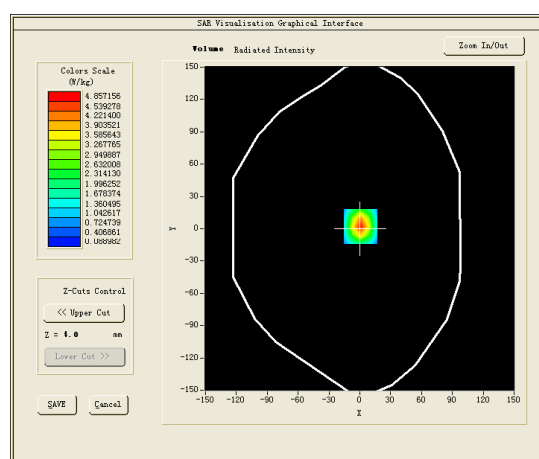 SAR Visualisation Graphical Interface
Volume Radiated Intensity
Zoom In/Out
Colors Scale
(W/kg)
4.857156
4.539278
4.221400
3.903521
3.585643
3.267765
2.949887
2.632008
2.314130
1.996252
1.678374
1.360495
1.042617
0.724739
0.406861
0.088982
Z-Cuts Control
<< Upper Cut
Z = 4.0 mm
Lower Cut >>
SAVE Cancel
150
120
90
60
30
0
-30
-60
-90
-120
-150
Y
-150 -120 -90 -60 -30 0 30 60 90 120 150
X